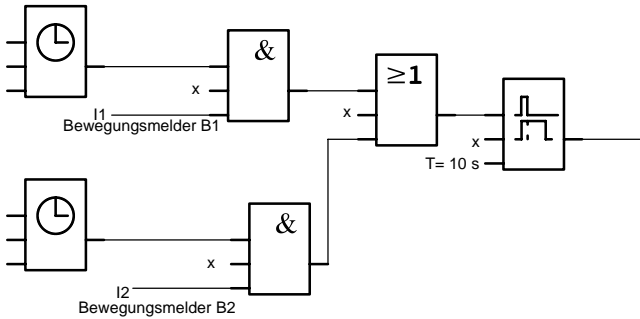 &
≥1
x
I1
Bewegungsmelder B1
x
x
T= 10 s
&
x
I2
Bewegungsmelder B2